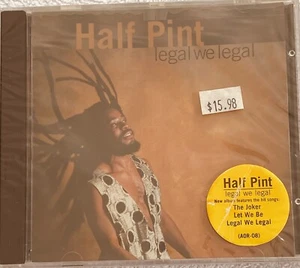 Half Pint
legal we legal
$15.98
Half Pint
legal we legal
New album features the hit songs:
The Joker
Let We Be
Legal We Legal
(AOR-08)